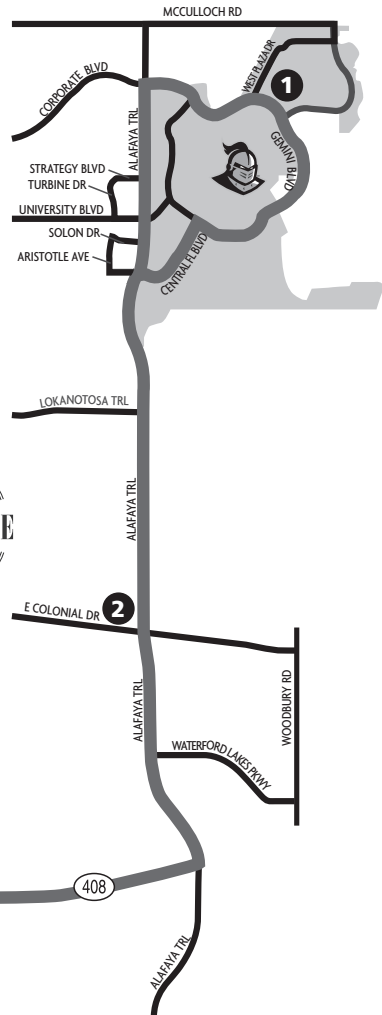 MCCULLOCH RD
CORPORATE BLVD
WEST PLAZA DR
1
ALAFAYA TRL
GEMINI BLVD
STRATEGY BLVD
TURBINE DR
UNIVERSITY BLVD
SOLON DR
ARISTOTLE AVE
CENTRAL FL BLVD
LOKANOTOSA TRL
ALAFAYA TRL
E
E COLONIAL DR
2
ALAFAYA TRL
WOODBURY RD
WATERFORD LAKES PKWY
408
ALAFAYA TRL